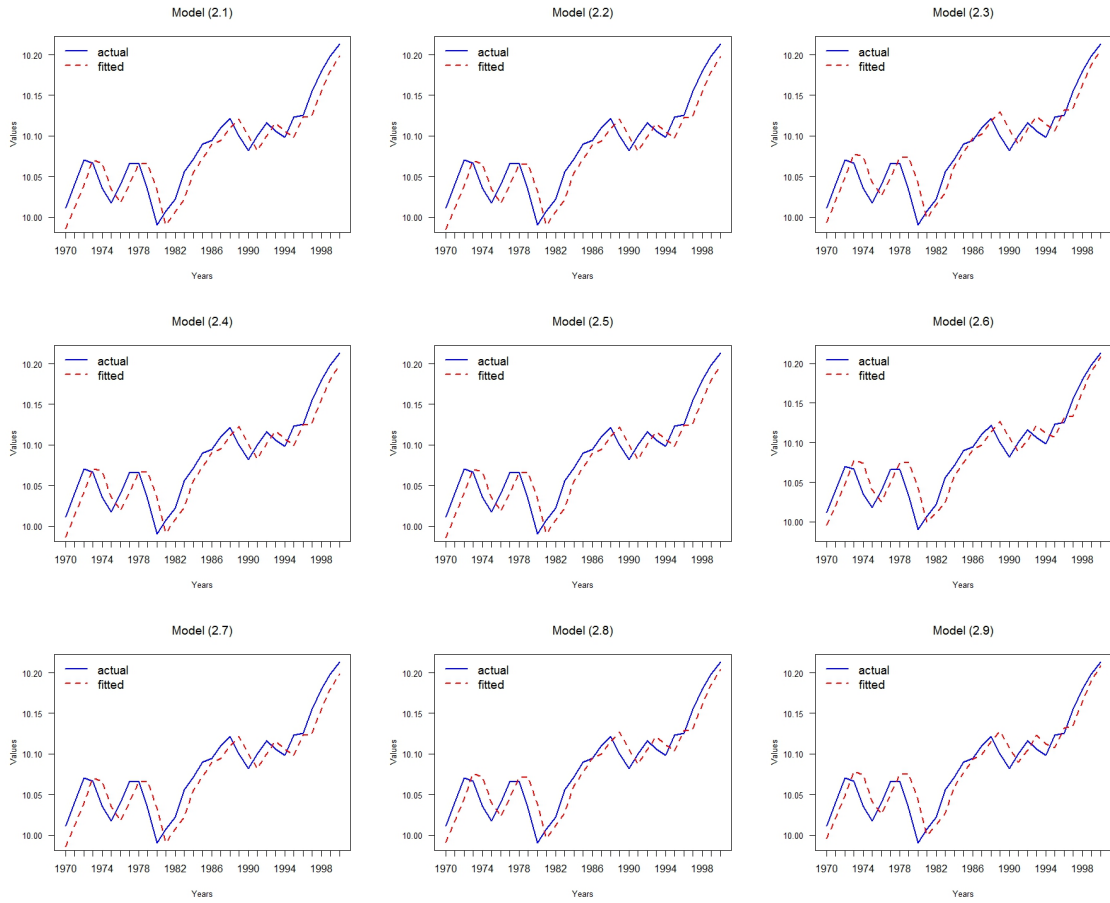 Model (2.1)
actual
fitted
10.20
10.15
10.10
10.05
10.00
Values
1970 1974 1978 1982 1986 1990 1994 1998
Years
Model (2.2)
actual
fitted
10.20
10.15
10.10
10.05
10.00
Values
1970 1974 1978 1982 1986 1990 1994 1998
Years
Model (2.3)
actual
fitted
10.20
10.15
10.10
10.05
10.00
Values
1970 1974 1978 1982 1986 1990 1994 1998
Years
Model (2.4)
actual
fitted
10.20
10.15
10.10
10.05
10.00
Values
1970 1974 1978 1982 1986 1990 1994 1998
Years
Model (2.5)
actual
fitted
10.20
10.15
10.10
10.05
10.00
Values
1970 1974 1978 1982 1986 1990 1994 1998
Years
Model (2.6)
actual
fitted
10.20
10.15
10.10
10.05
10.00
Values
1970 1974 1978 1982 1986 1990 1994 1998
Years
Model (2.7)
actual
fitted
10.20
10.15
10.10
10.05
10.00
Values
1970 1974 1978 1982 1986 1990 1994 1998
Years
Model (2.8)
actual
fitted
10.20
10.15
10.10
10.05
10.00
Values
1970 1974 1978 1982 1986 1990 1994 1998
Years
Model (2.9)
actual
fitted
10.20
10.15
10.10
10.05
10.00
Values
1970 1974 1978 1982 1986 1990 1994 1998
Years